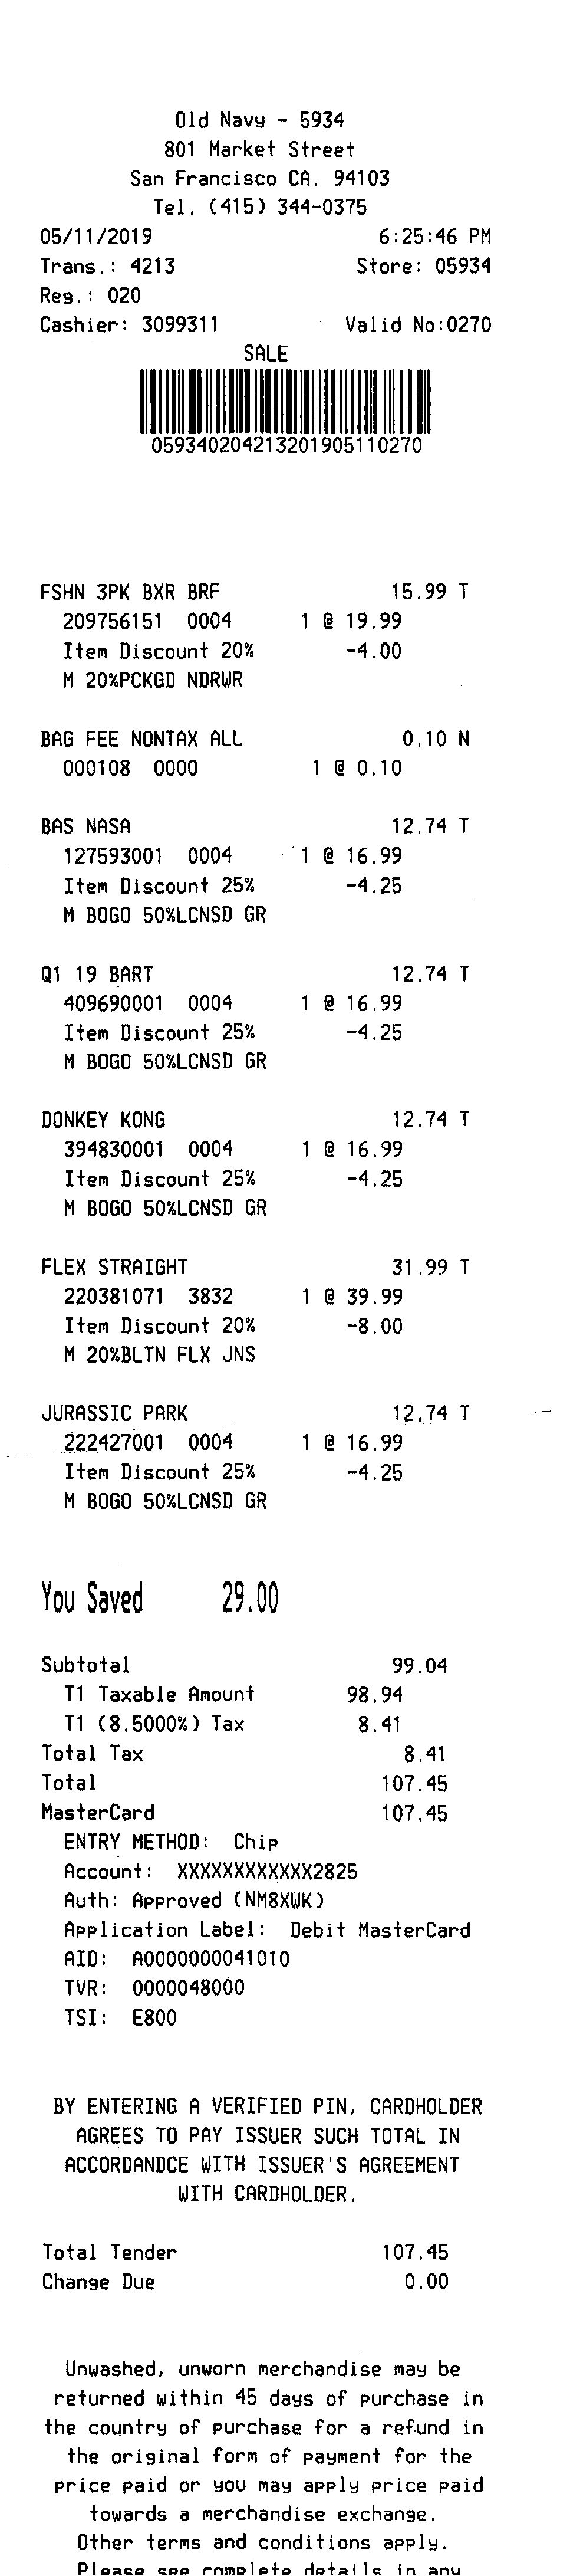 Old Navy - 5934
801 Market Street
San Francisco CA. 94103
Tel. (415) 344-0375
05/11/2019 6:25:46 PM
Trans.: 4213 Store: 05934
Reg.: 020
Cashier: 3099311 Valid No:0270
SALE
059340204213201905110270
FSHN 3PK BXR BRF 15.99 T
209756151 0004 1 @ 19.99
Item Discount 20% -4.00
M 20%PCKGD NDRWR
BAG FEE NONTAX ALL 0.10 N
000108 0000 1 @ 0.10
BAS NASA 12.74 T
127593001 0004 1 @ 16.99
Item Discount 25% -4.25
M BOGO 50%LCNSD GR
Q1 19 BART 12.74 T
409690001 0004 1 @ 16.99
Item Discount 25% -4.25
M BOGO 50%LCNSD GR
DONKEY KONG 12.74 T
394830001 0004 1 @ 16.99
Item Discount 25% -4.25
M BOGO 50%LCNSD GR
FLEX STRAIGHT 31.99 T
220381071 3832 1 @ 39.99
Item Discount 20% -8.00
M 20%BLTN FLX JNS
JURASSIC PARK 12.74 T
222427001 0004 1 @ 16.99
Item Discount 25% -4.25
M BOGO 50%LCNSD GR
You Saved 29.00
Subtotal 99.04
T1 Taxable Amount 98.94
T1 (8.5000%) Tax 8.41
Total Tax 8.41
Total 107.45
MasterCard 107.45
ENTRY METHOD: Chip
Account: XXXXXXXXXXXX2825
Auth: Approved (NM8XWK)
Application Label: Debit MasterCard
AID: A0000000041010
TVR: 0000048000
TSI: E800
BY ENTERING A VERIFIED PIN, CARDHOLDER
AGREES TO PAY ISSUER SUCH TOTAL IN
ACCORDANDCE WITH ISSUER'S AGREEMENT
WITH CARDHOLDER.
Total Tender 107.45
Change Due 0.00
Unwashed, unworn merchandise may be
returned within 45 days of purchase in
the country of purchase for a refund in
the original form of payment for the
price paid or you may apply price paid
towards a merchandise exchange.
Other terms and conditions apply.
Please see complete details in any